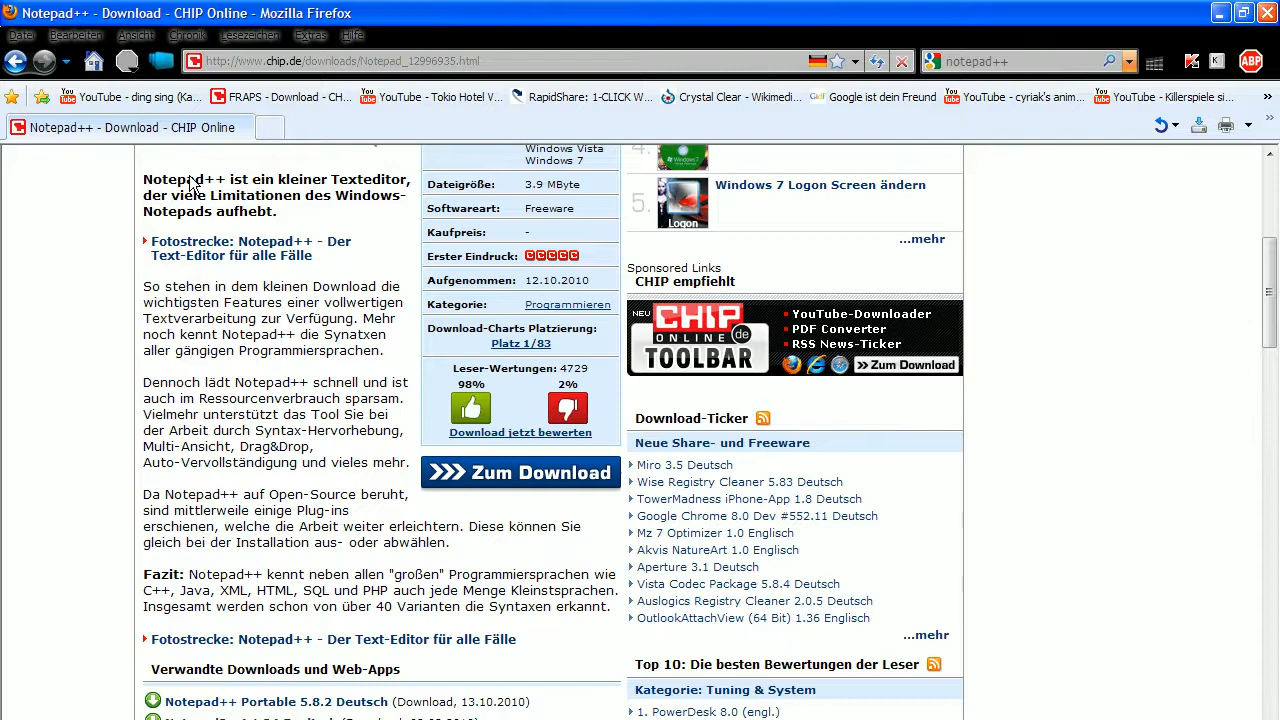 Notepad++ - Download - CHIP Online - Mozilla Firefox
Datei Bearbeiten Ansicht Chronik Lesezeichen Extras Hilfe
http://www.chip.de/downloads/Notepad_12996935.html
notepad++
K
ABP
YouTube - ding sing (Ka...
FRAPS - Download - CH...
YouTube - Tokio Hotel V...
RapidShare: 1-CLICK W...
Crystal Clear - Wikimedi...
Google ist dein Freund
YouTube - cyriak's anim...
YouTube - Killerspiele si...
Notepad++ - Download - CHIP Online
Notepad++ ist ein kleiner Texteditor,
der viele Limitationen des Windows-
Notepads aufhebt.
Fotostrecke: Notepad++ - Der
Text-Editor für alle Fälle
So stehen in dem kleinen Download die
wichtigsten Features einer vollwertigen
Textverarbeitung zur Verfügung. Mehr
noch kennt Notepad++ die Synatxen
aller gängigen Programmiersprachen.
Dennoch lädt Notepad++ schnell und ist
auch im Ressourcenverbrauch sparsam.
Vielmehr unterstützt das Tool Sie bei
der Arbeit durch Syntax-Hervorhebung,
Multi-Ansicht, Drag&Drop,
Auto-Vervollständigung und vieles mehr.
Da Notepad++ auf Open-Source beruht,
sind mittlerweile einige Plug-ins
erschienen, welche die Arbeit weiter erleichtern. Diese können Sie
gleich bei der Installation aus- oder abwählen.
Fazit: Notepad++ kennt neben allen "großen" Programmiersprachen wie
C++, Java, XML, HTML, SQL und PHP auch jede Menge Kleinstsprachen.
Insgesamt werden schon von über 40 Varianten die Syntaxen erkannt.
Fotostrecke: Notepad++ - Der Text-Editor für alle Fälle
Verwandte Downloads und Web-Apps
Notepad++ Portable 5.8.2 Deutsch (Download, 13.10.2010)
Windows Vista
Windows 7
Dateigröße: 3.9 MByte
Softwareart: Freeware
Kaufpreis: -
Erster Eindruck:
Aufgenommen: 12.10.2010
Kategorie: Programmieren
Download-Charts Platzierung:
Platz 1/83
Leser-Wertungen: 4729
98% 2%
Download jetzt bewerten
Zum Download
4.
5. Windows 7 Logon Screen ändern
Logon
...mehr
Sponsored Links
CHIP empfiehlt
NEU CHIP
ONLINE de
TOOLBAR
YouTube-Downloader
PDF Converter
RSS News-Ticker
Zum Download
Download-Ticker
Neue Share- und Freeware
Miro 3.5 Deutsch
Wise Registry Cleaner 5.83 Deutsch
TowerMadness iPhone-App 1.8 Deutsch
Google Chrome 8.0 Dev #552.11 Deutsch
Mz 7 Optimizer 1.0 Englisch
Akvis NatureArt 1.0 Englisch
Aperture 3.1 Deutsch
Vista Codec Package 5.8.4 Deutsch
Auslogics Registry Cleaner 2.0.5 Deutsch
OutlookAttachView (64 Bit) 1.36 Englisch
...mehr
Top 10: Die besten Bewertungen der Leser
Kategorie: Tuning & System
1. PowerDesk 8.0 (engl.)